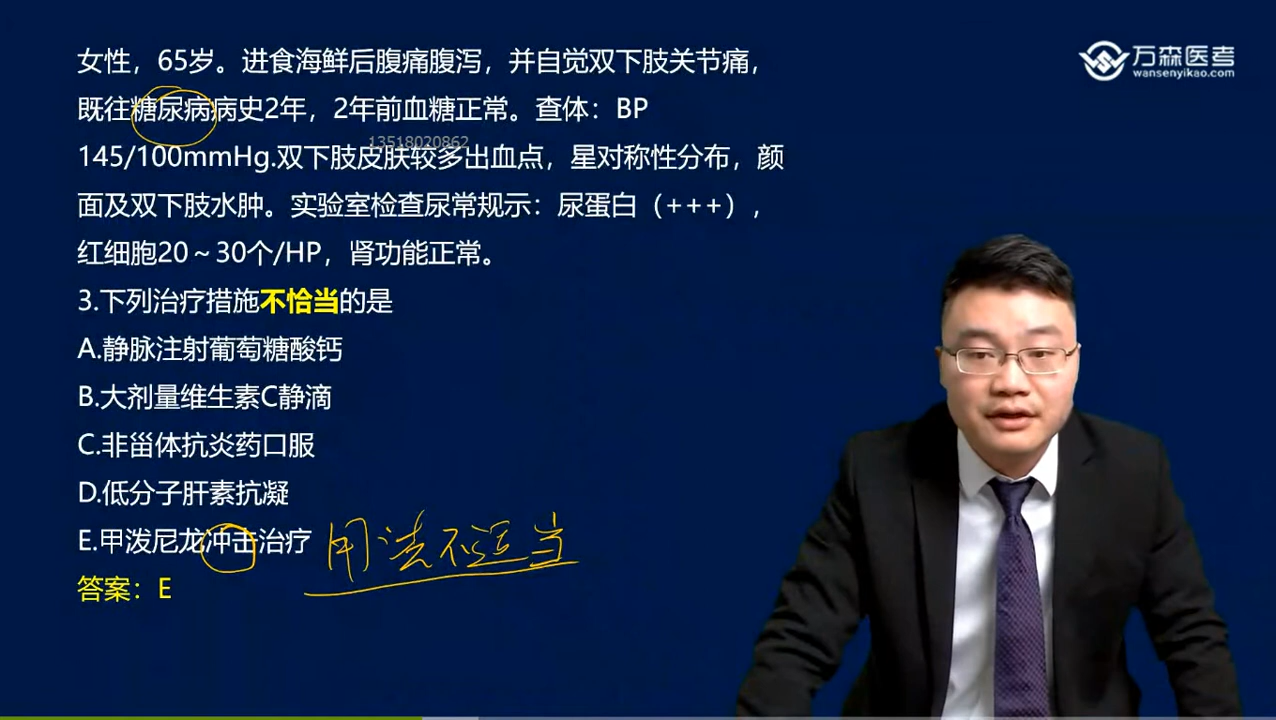 女性，65岁。进食海鲜后腹痛腹泻，并自觉双下肢关节痛，
万森医考
wansenyikao.com
既往糖尿病病史2年，2年前血糖正常。查体：BP
13518020862
145/100mmHg.双下肢皮肤较多出血点，星对称性分布，颜
面及双下肢水肿。实验室检查尿常规示：尿蛋白（+++），
红细胞20～30个/HP，肾功能正常。
3.下列治疗措施不恰当的是
A.静脉注射葡萄糖酸钙
B.大剂量维生素C静滴
C.非甾体抗炎药口服
D.低分子肝素抗凝
E.甲泼尼龙冲击治疗 用法不适当
答案：E